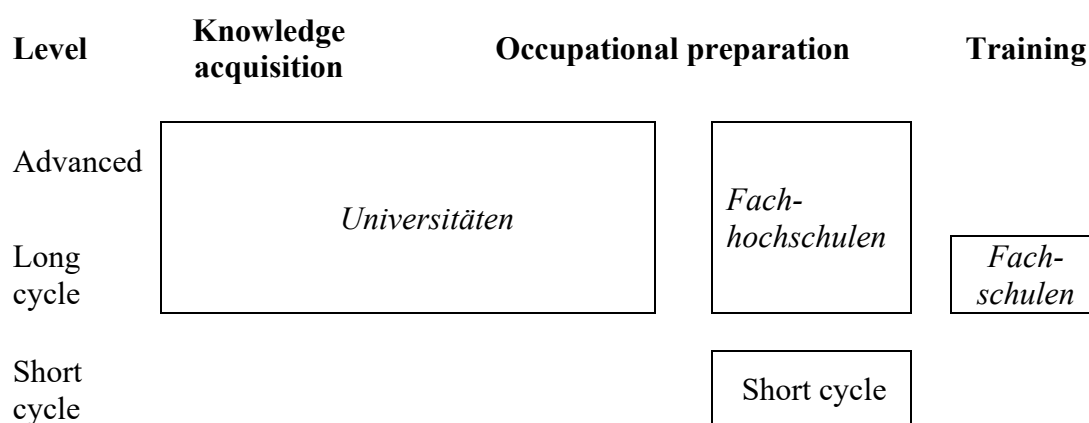 Level
Knowledge
acquisition
Occupational preparation
Training
Advanced
Universitäten
Fach-
hochschulen
Long
cycle
Fach-
schulen
Short
cycle
Short cycle